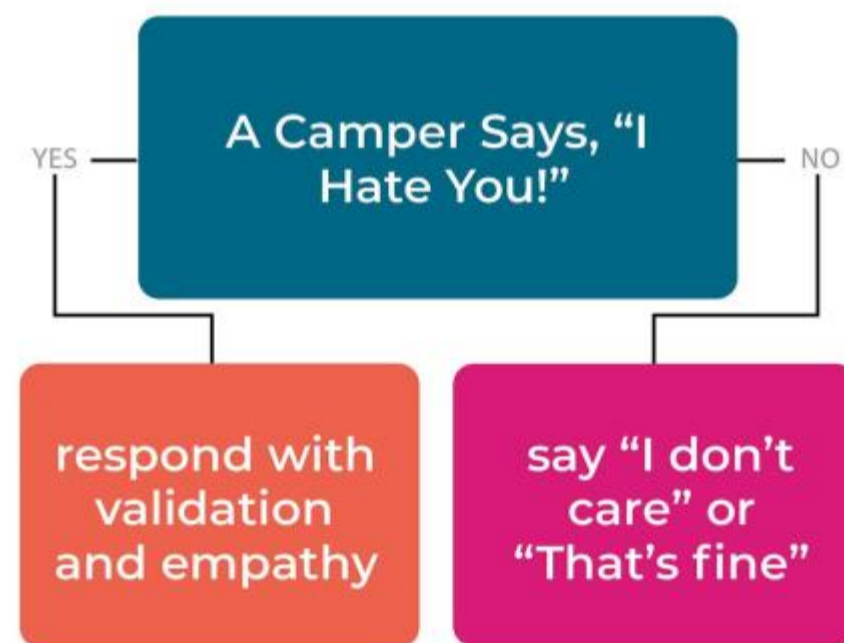 A Camper Says, “I
Hate You!”
YES
NO
respond with
validation
and empathy
say “I don’t
care” or
“That’s fine”